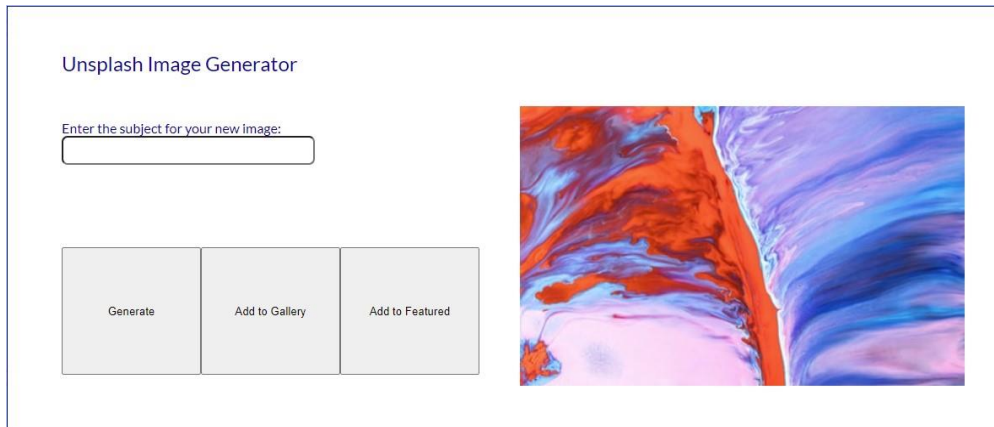 Unsplash Image Generator
Enter the subject for your new image:
Generate
Add to Gallery
Add to Featured